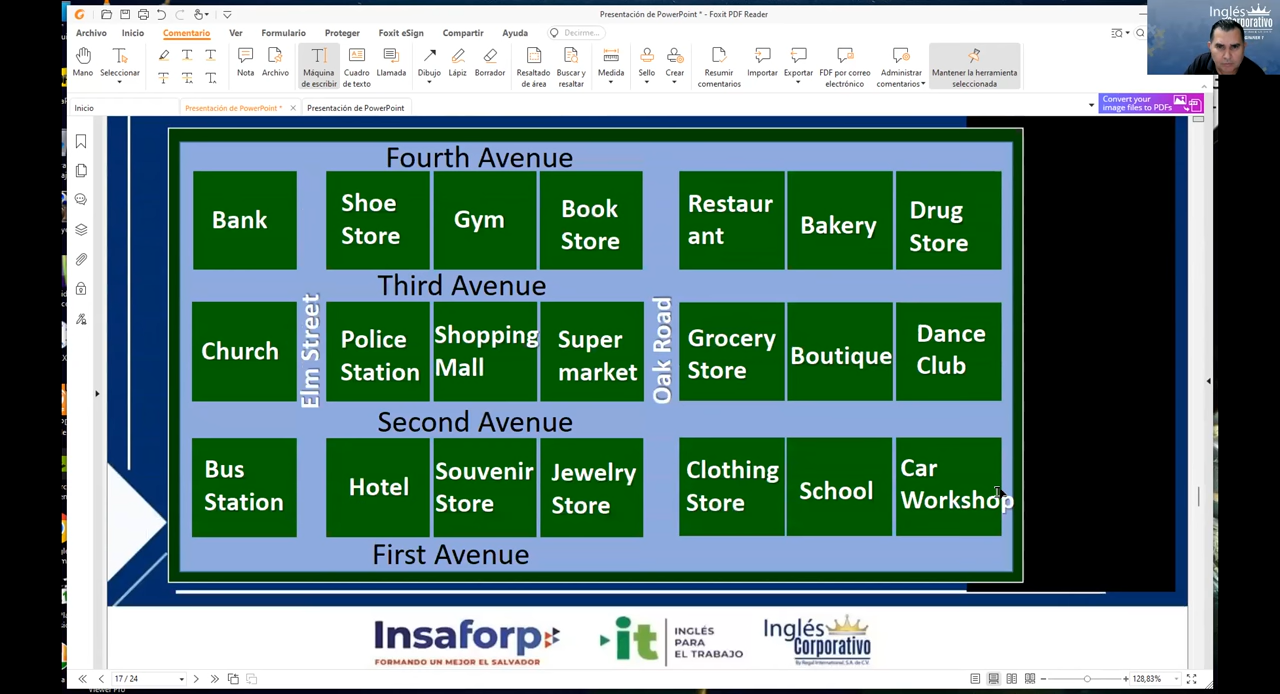 Presentación de PowerPoint * - Foxit PDF Reader
Inglés
Corporativo
Archivo Inicio Comentario Ver Formulario Proteger Foxit eSign Compartir Ayuda Decirme...
Mano Seleccionar Nota Archivo Máquina de escribir Cuadro de texto Llamada Dibujo Lápiz Borrador Resaltado de área Buscar y resaltar Medida Sello Crear Resumir comentarios Importar Exportar FDF por correo electrónico Administrar comentarios Mantener la herramienta seleccionada
Inicio Presentación de PowerPoint * Presentación de PowerPoint
Convert your
image files to PDFs
Fourth Avenue
Bank
Shoe
Store
Gym
Book
Store
Restaur
ant
Bakery
Drug
Store
Third Avenue
Elm Street
Oak Road
Church
Police
Station
Shopping
Mall
Super
market
Grocery
Store
Boutique
Dance
Club
Second Avenue
Bus
Station
Hotel
Souvenir
Store
Jewelry
Store
Clothing
Store
School
Car
Workshop
First Avenue
Insaforp
FORMANDO UN MEJOR EL SALVADOR
it
INGLÉS
PARA
EL TRABAJO
Inglés
Corporativo
By Regal International, S.A. de C.V.
17 / 24
128,83%